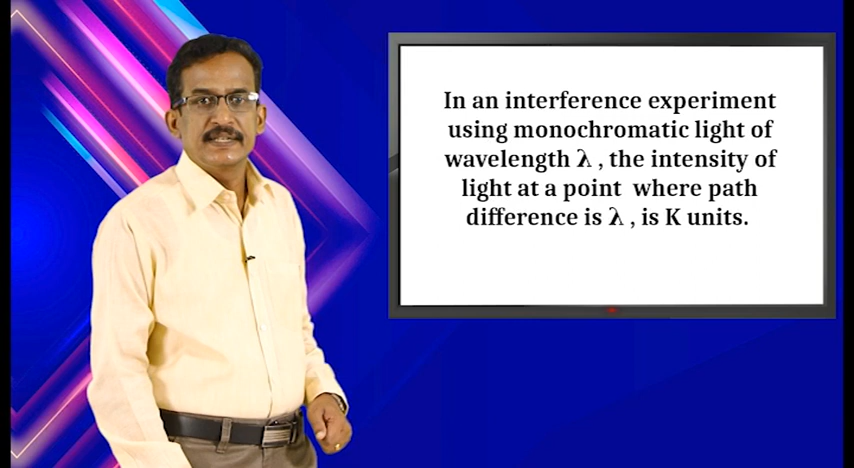 In an interference experiment
using monochromatic light of
wavelength λ , the intensity of
light at a point where path
difference is λ , is K units.